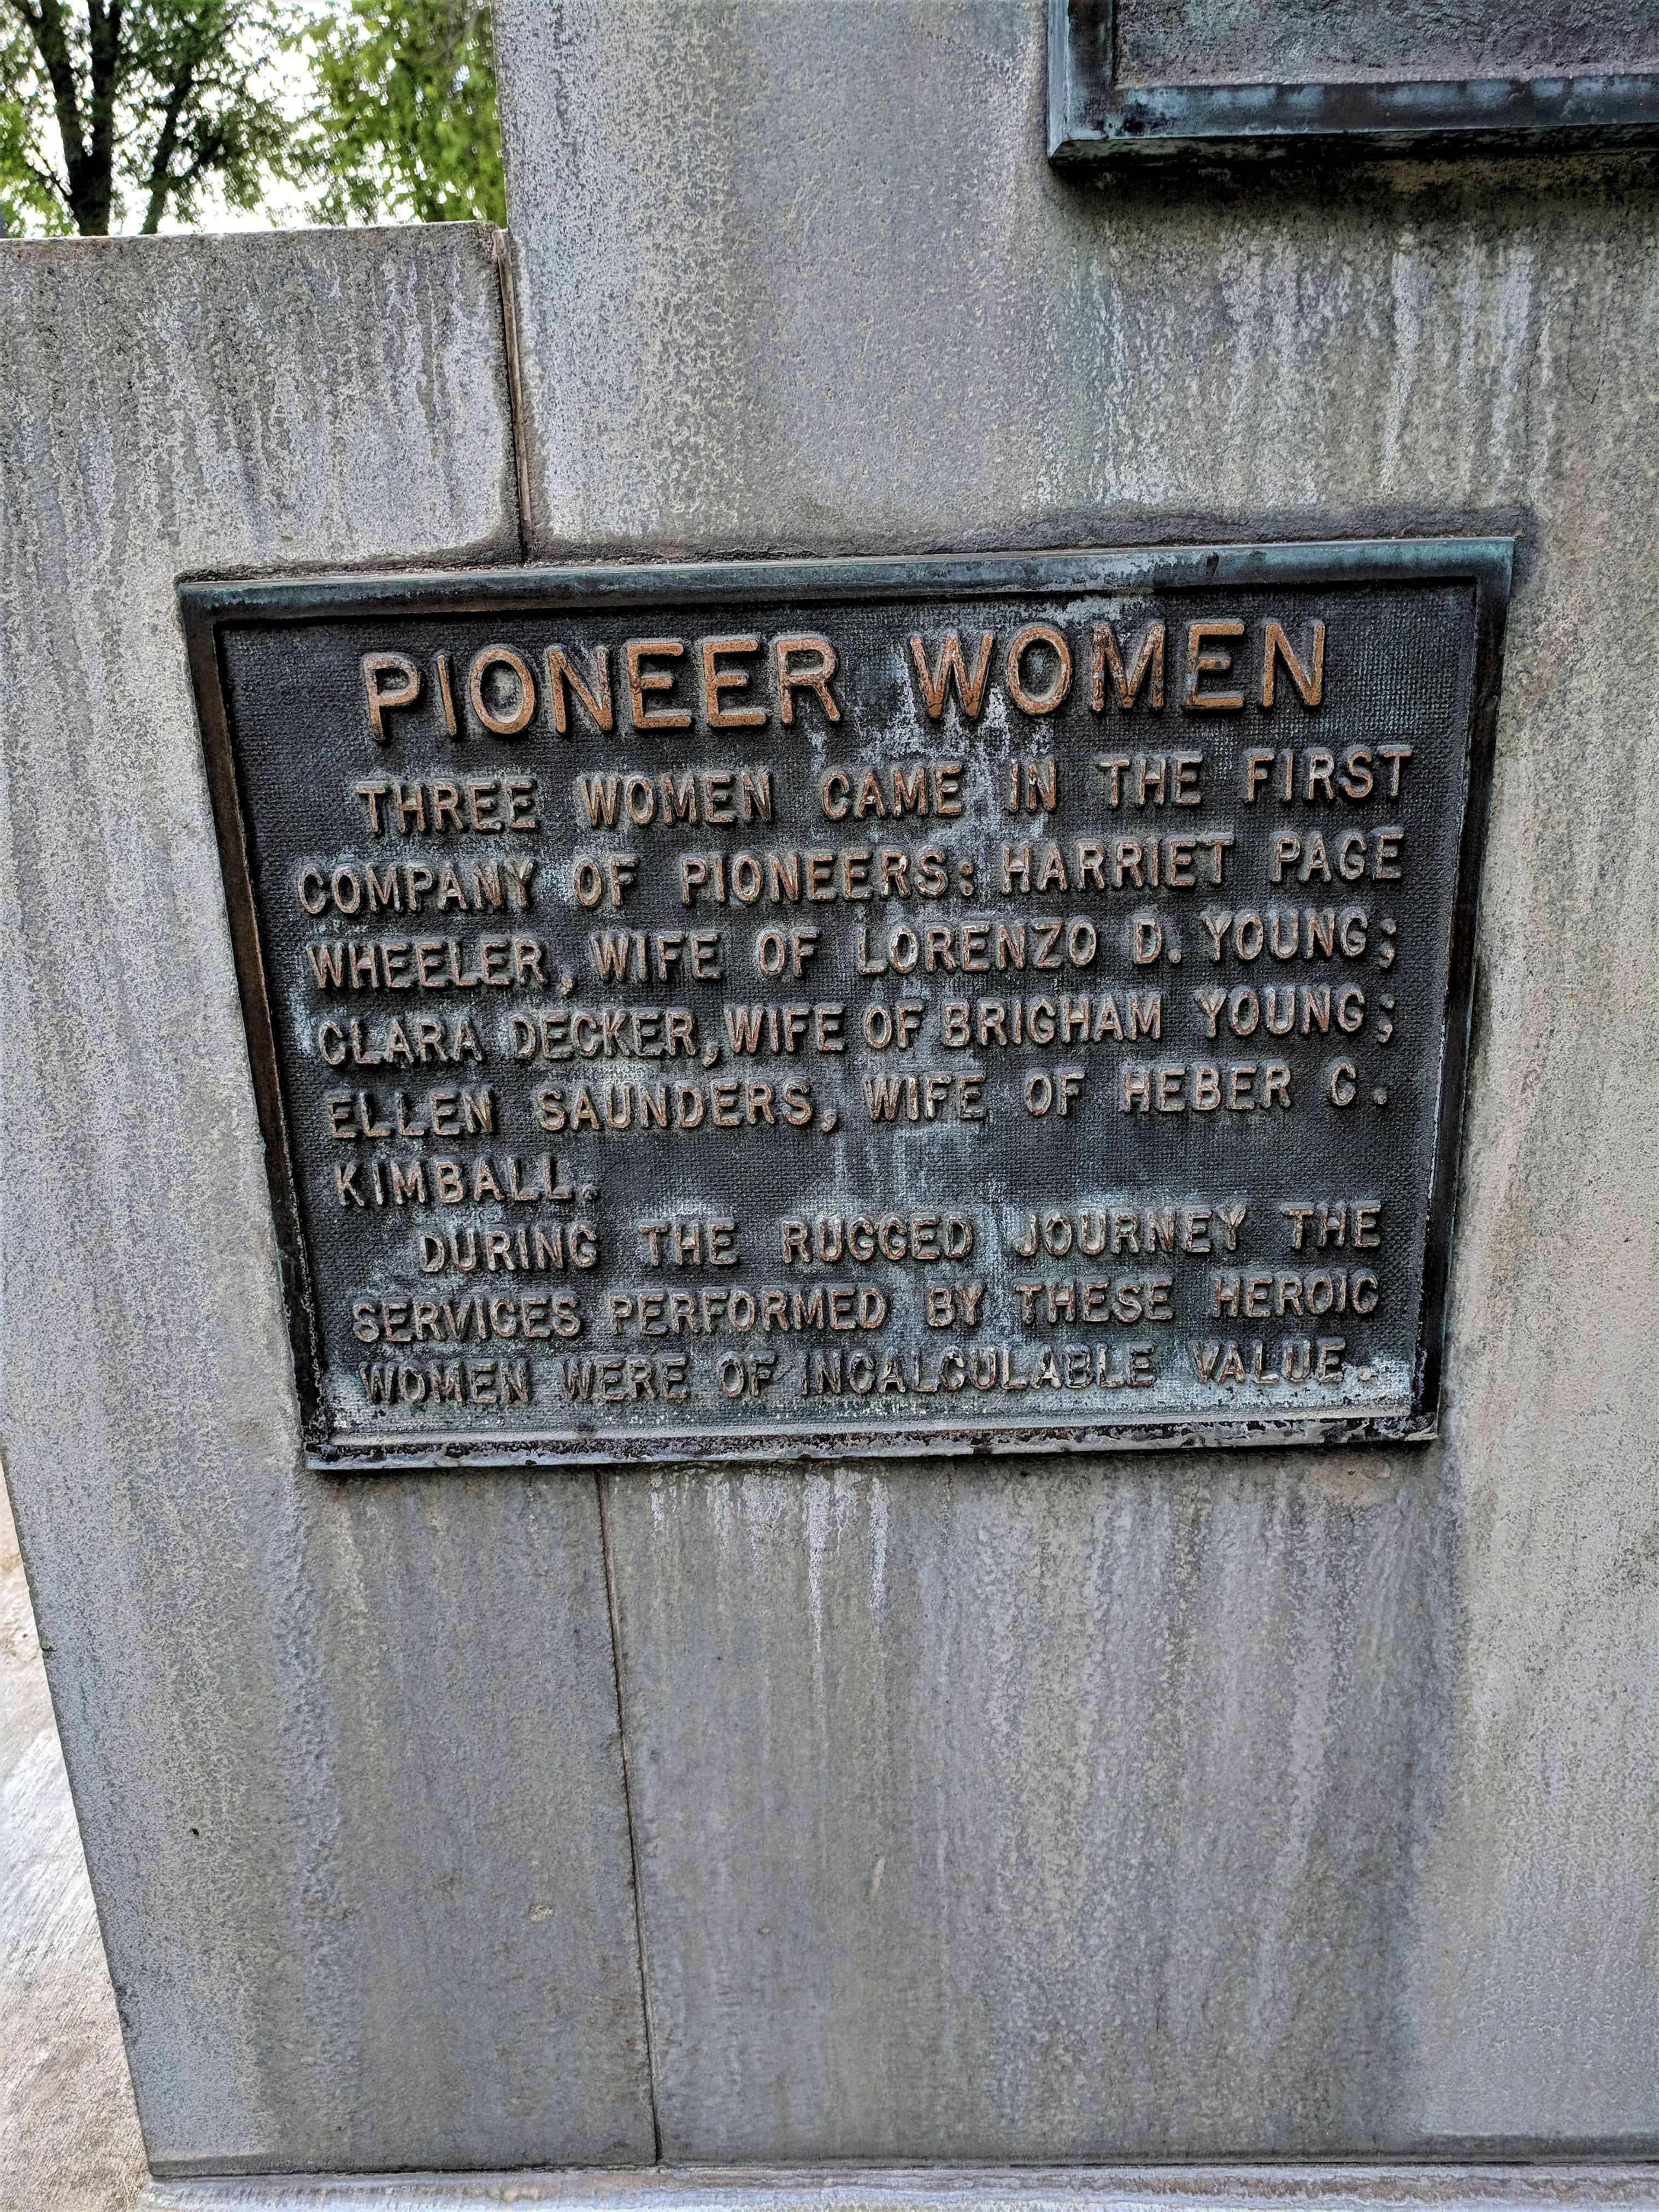 PIONEER WOMEN
THREE WOMEN CAME IN THE FIRST
COMPANY OF PIONEERS: HARRIET PAGE
WHEELER, WIFE OF LORENZO D. YOUNG;
CLARA DECKER, WIFE OF BRIGHAM YOUNG;
ELLEN SAUNDERS, WIFE OF HEBER C.
KIMBALL.
DURING THE RUGGED JOURNEY THE
SERVICES PERFORMED BY THESE HEROIC
WOMEN WERE OF INCALCULABLE VALUE.